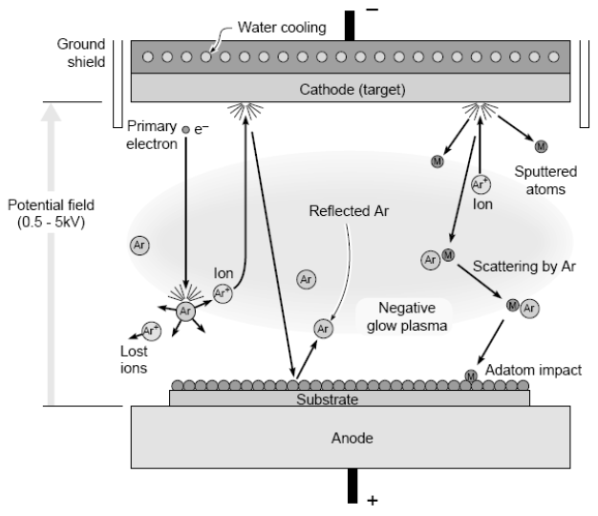 −
Water cooling
Ground
shield
Cathode (target)
Primary
electron
e−
M
M
Sputtered
atoms
Ar+
Ion
Potential field
(0.5 - 5kV)
Reflected Ar
Ar
Ar
M
Scattering by Ar
Ion
Ar
Ar+
Ar
Negative
glow plasma
M
Ar
Ar+
Ar
Lost
ions
Adatom impact
M
Substrate
Anode
+